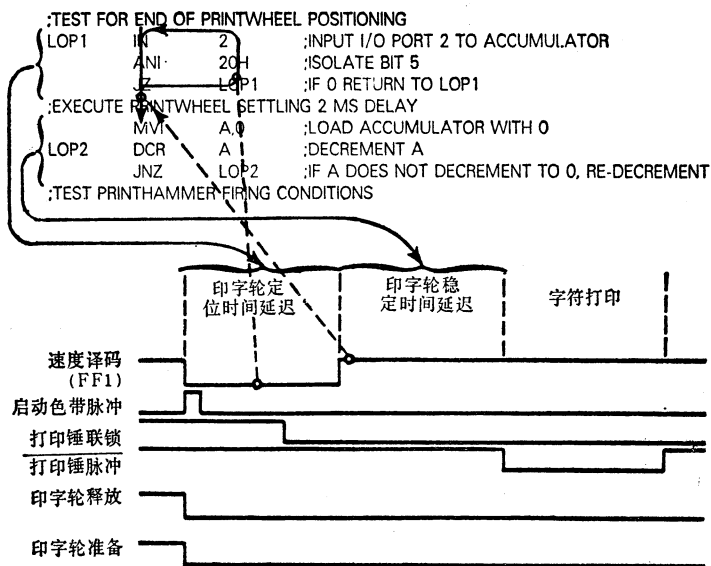 ;TEST FOR END OF PRINTWHEEL POSITIONING
LOP1 IN 2 ;INPUT I/O PORT 2 TO ACCUMULATOR
ANI 20H ;ISOLATE BIT 5
JZ LOP1 ;IF 0 RETURN TO LOP1
;EXECUTE PRINTWHEEL SETTLING 2 MS DELAY
MVI A,0 ;LOAD ACCUMULATOR WITH 0
LOP2 DCR A ;DECREMENT A
JNZ LOP2 ;IF A DOES NOT DECREMENT TO 0, RE-DECREMENT
;TEST PRINTHAMMER FIRING CONDITIONS
印字轮定
位时间延迟
印字轮稳
定时间延迟
字符打印
速度译码
(FF1)
启动色带脉冲
打印锤联锁
打印锤脉冲
印字轮释放
印字轮准备